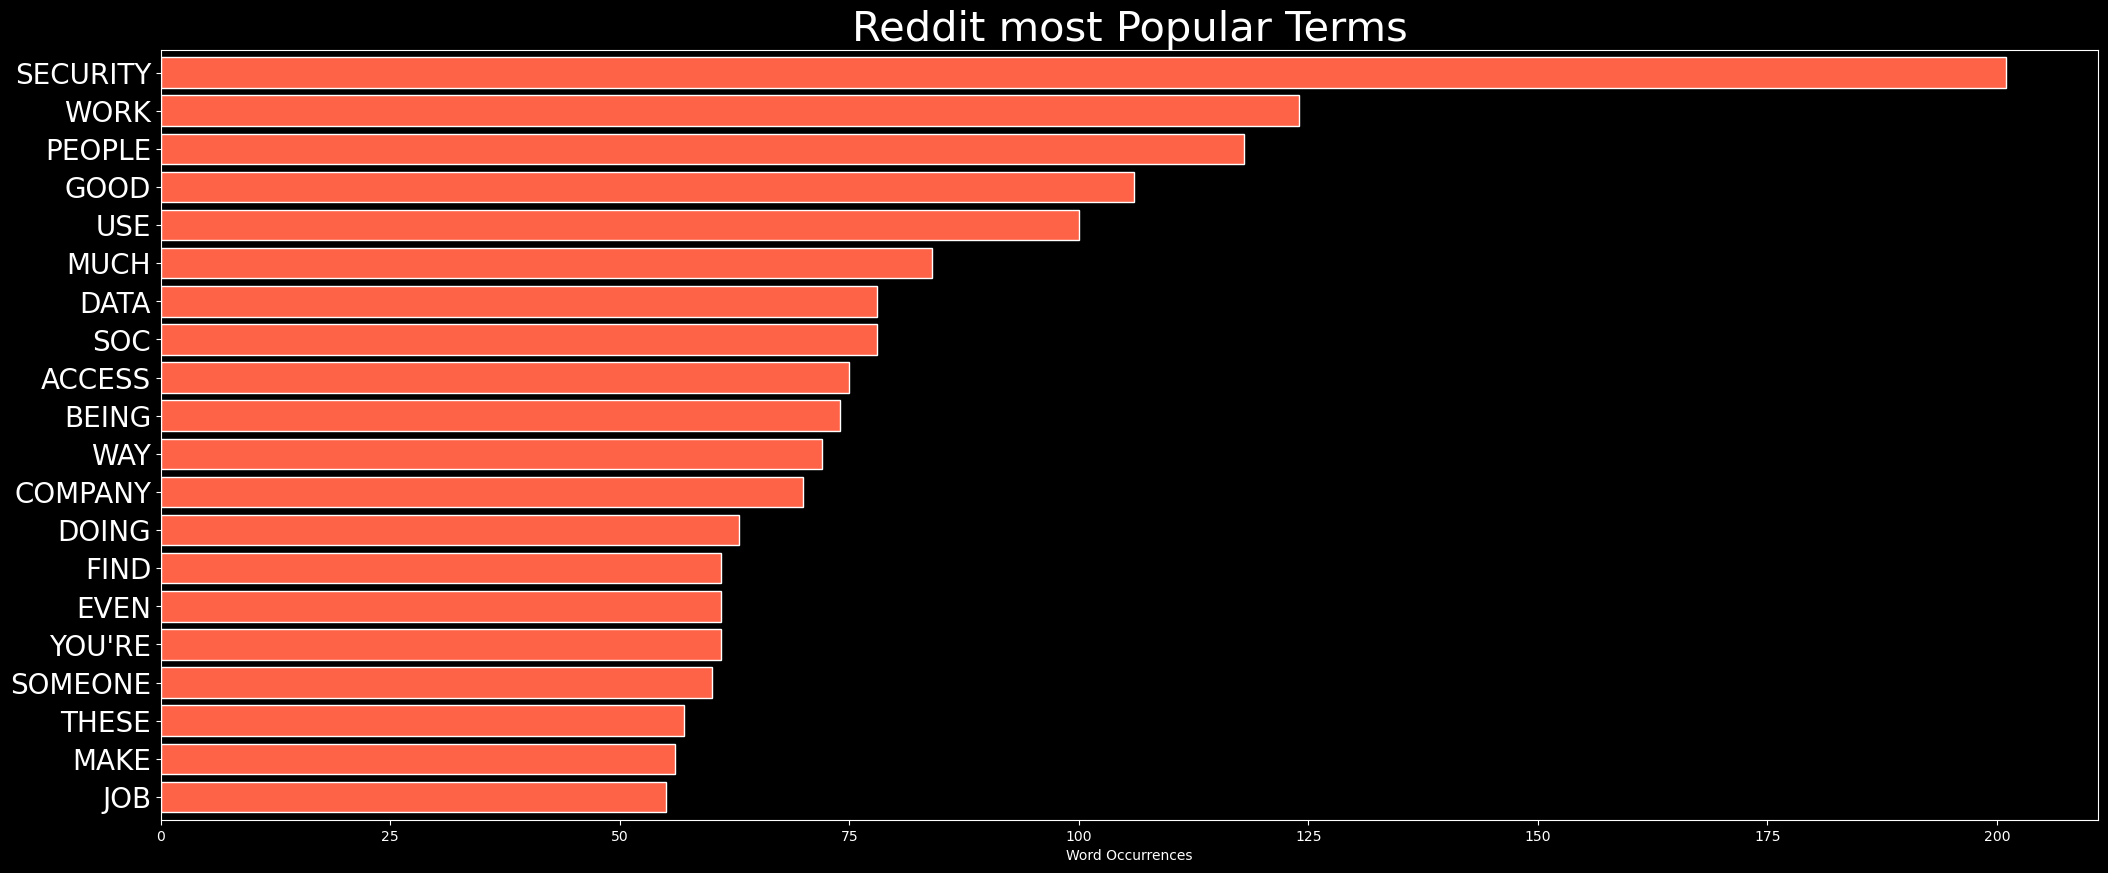 Reddit most Popular Terms
SECURITY
WORK
PEOPLE
GOOD
USE
MUCH
DATA
SOC
ACCESS
BEING
WAY
COMPANY
DOING
FIND
EVEN
YOU'RE
SOMEONE
THESE
MAKE
JOB
0 25 50 75 100 125 150 175 200
Word Occurrences